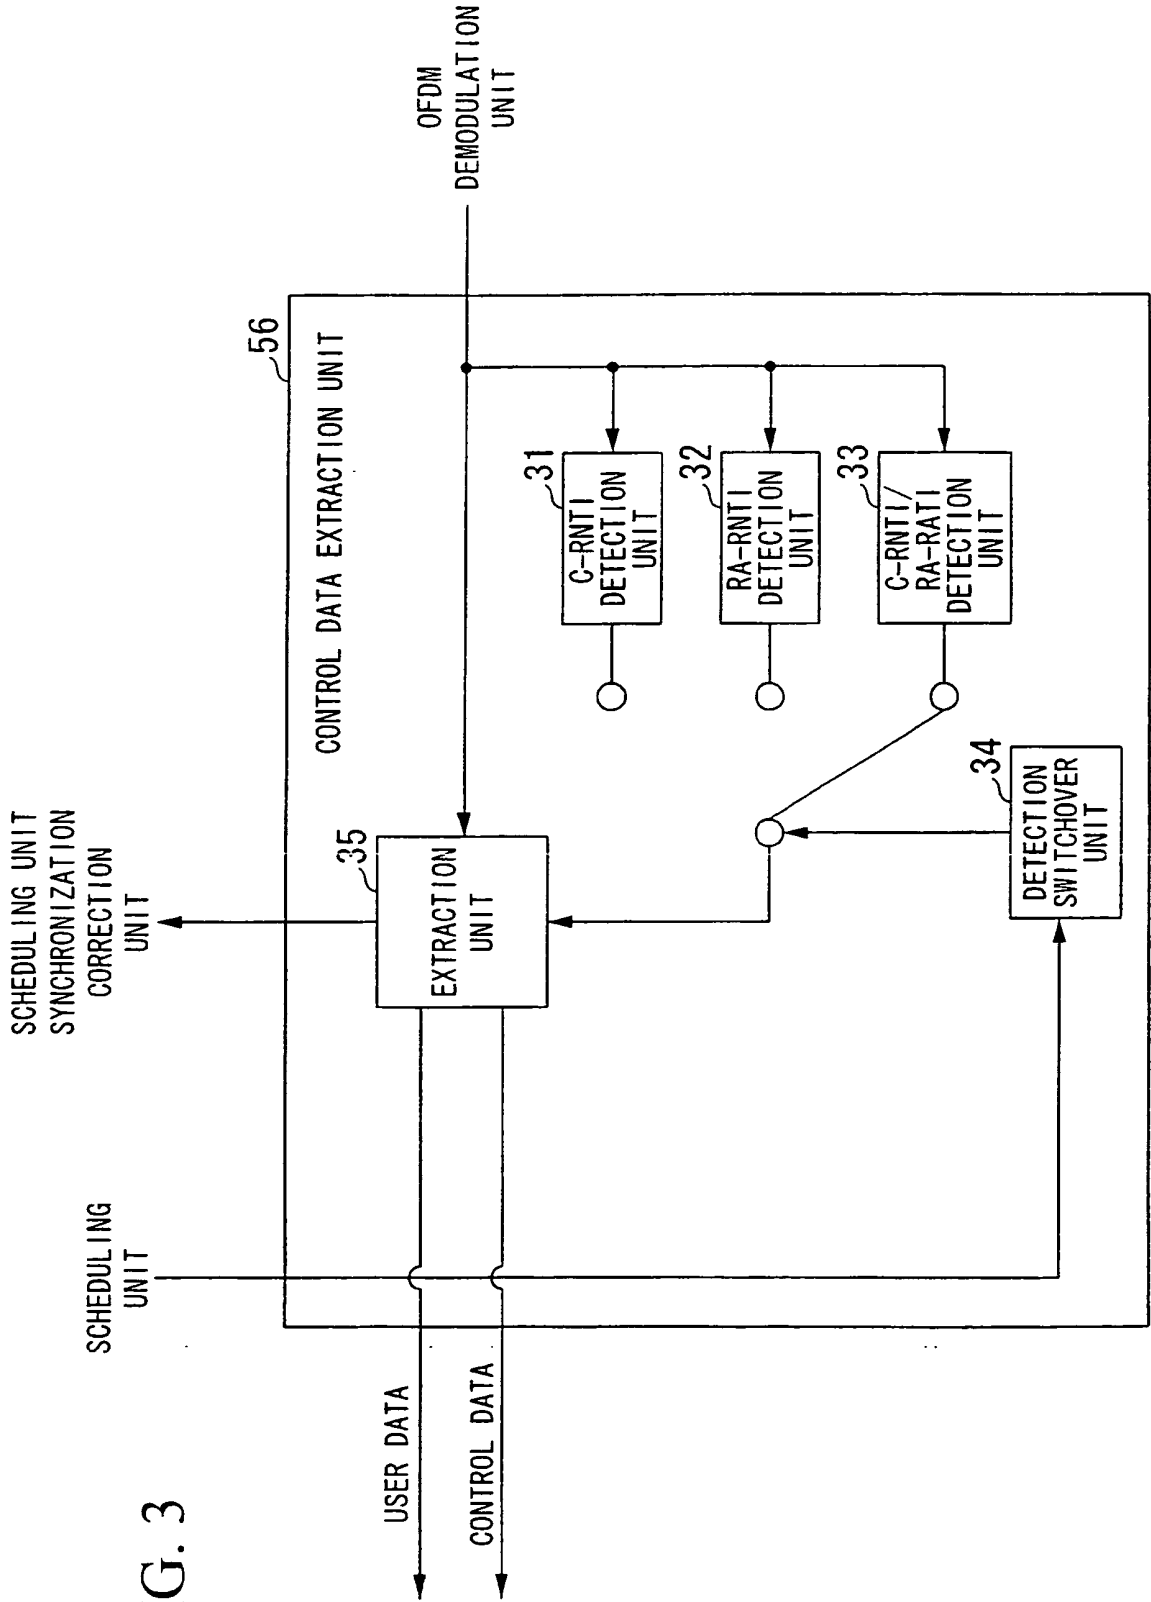 G. 3
SCHEDULING
UNIT
SCHEDULING UNIT
SYNCHRONIZATION
CORRECTION
UNIT
56
CONTROL DATA EXTRACTION UNIT
OFDM
DEMODULATION
UNIT
USER DATA
CONTROL DATA
35
EXTRACTION
UNIT
31
C-RNTI
DETECTION
UNIT
32
RA-RNTI
DETECTION
UNIT
33
C-RNTI/
RA-RATI
DETECTION
UNIT
34
DETECTION
SWITCHOVER
UNIT